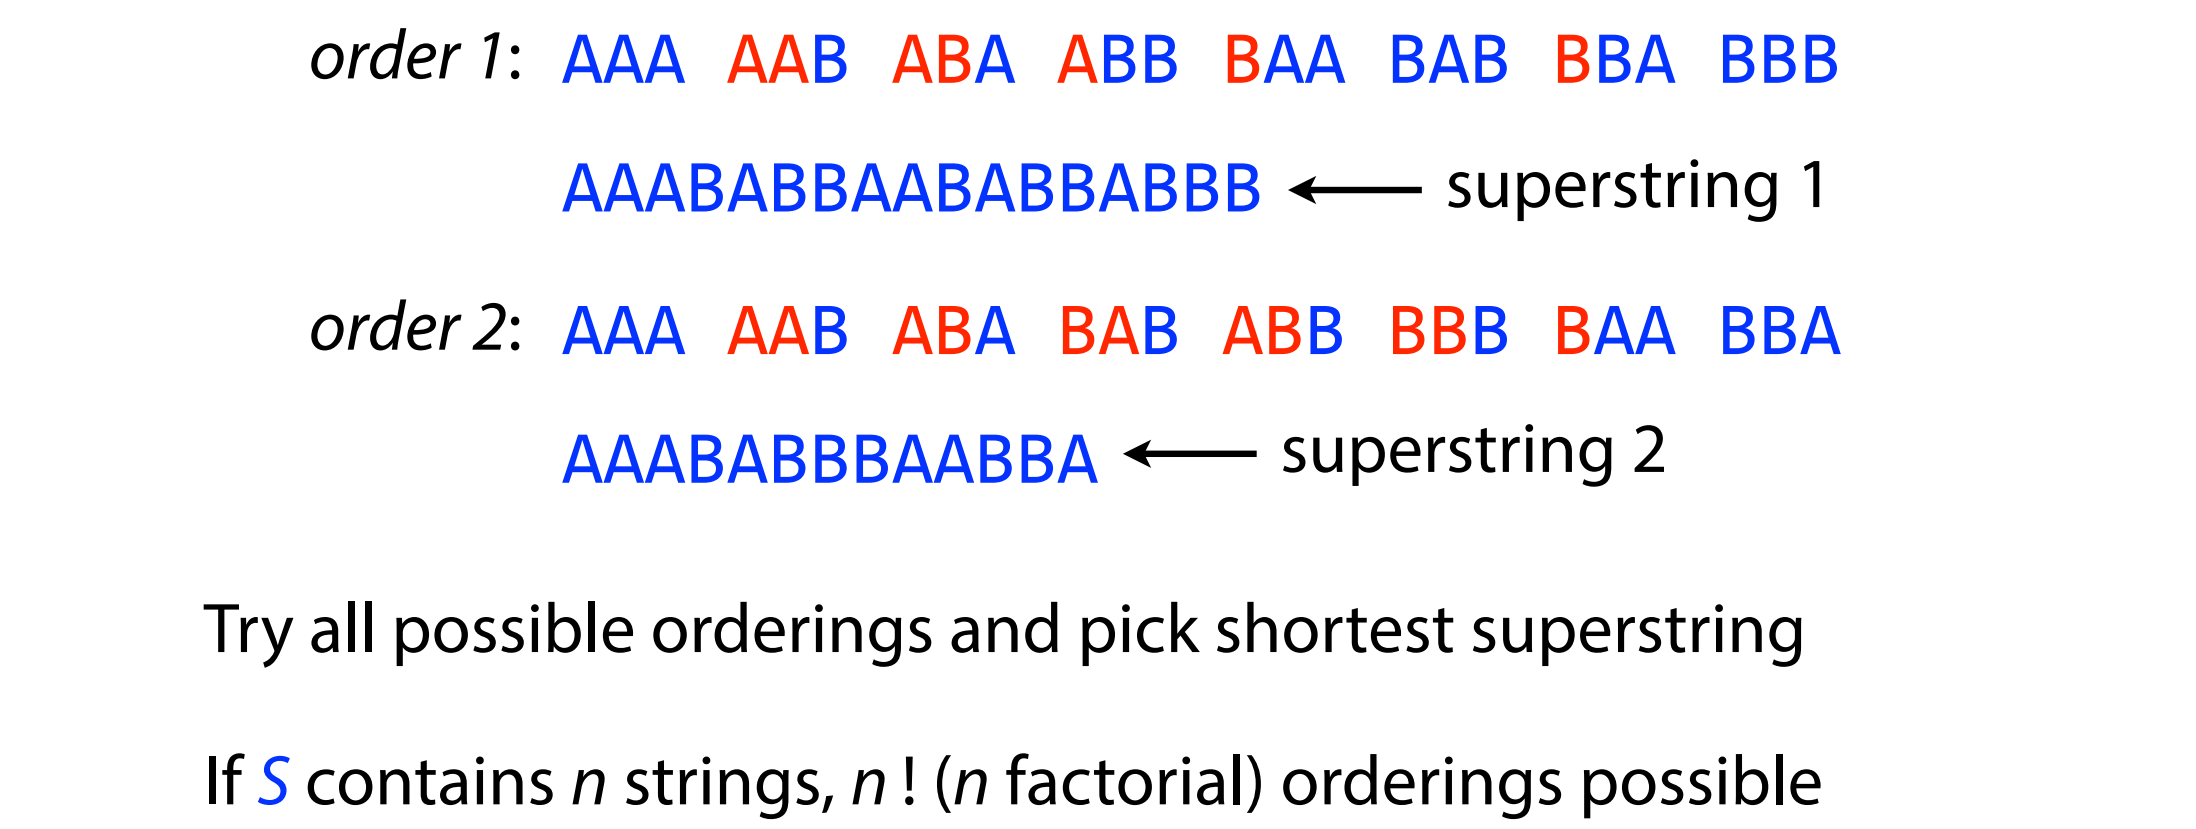 order 1: AAA AAB ABA ABB BAA BAB BBA BBB
AAABABBAABABBABBB ← superstring 1
order 2: AAA AAB ABA BAB ABB BBB BAA BBA
AAABABBBAABBA ← superstring 2
Try all possible orderings and pick shortest superstring
If S contains n strings, n ! (n factorial) orderings possible